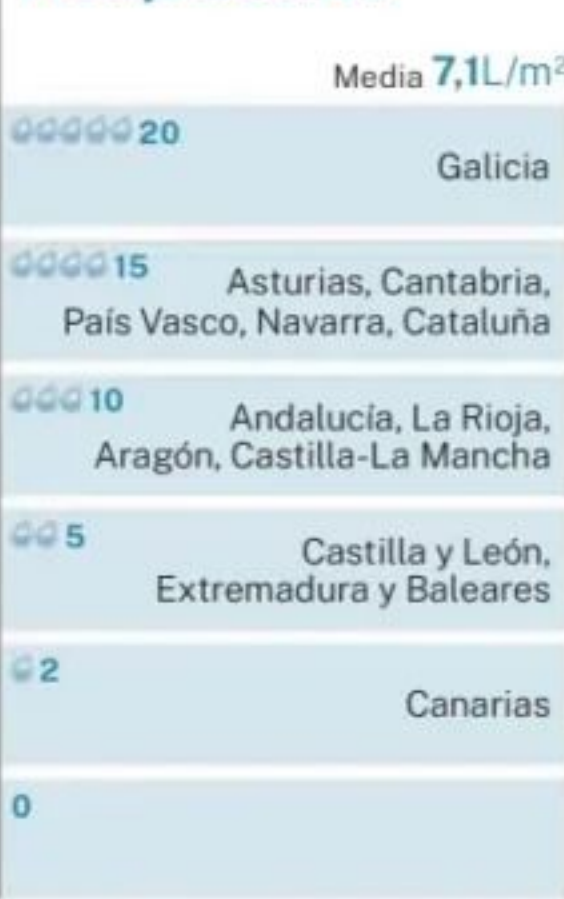 Media 7,1L/m²
20
Galicia
15
Asturias, Cantabria,
País Vasco, Navarra, Cataluña
10
Andalucía, La Rioja,
Aragón, Castilla-La Mancha
5
Castilla y León,
Extremadura y Baleares
2
Canarias
0